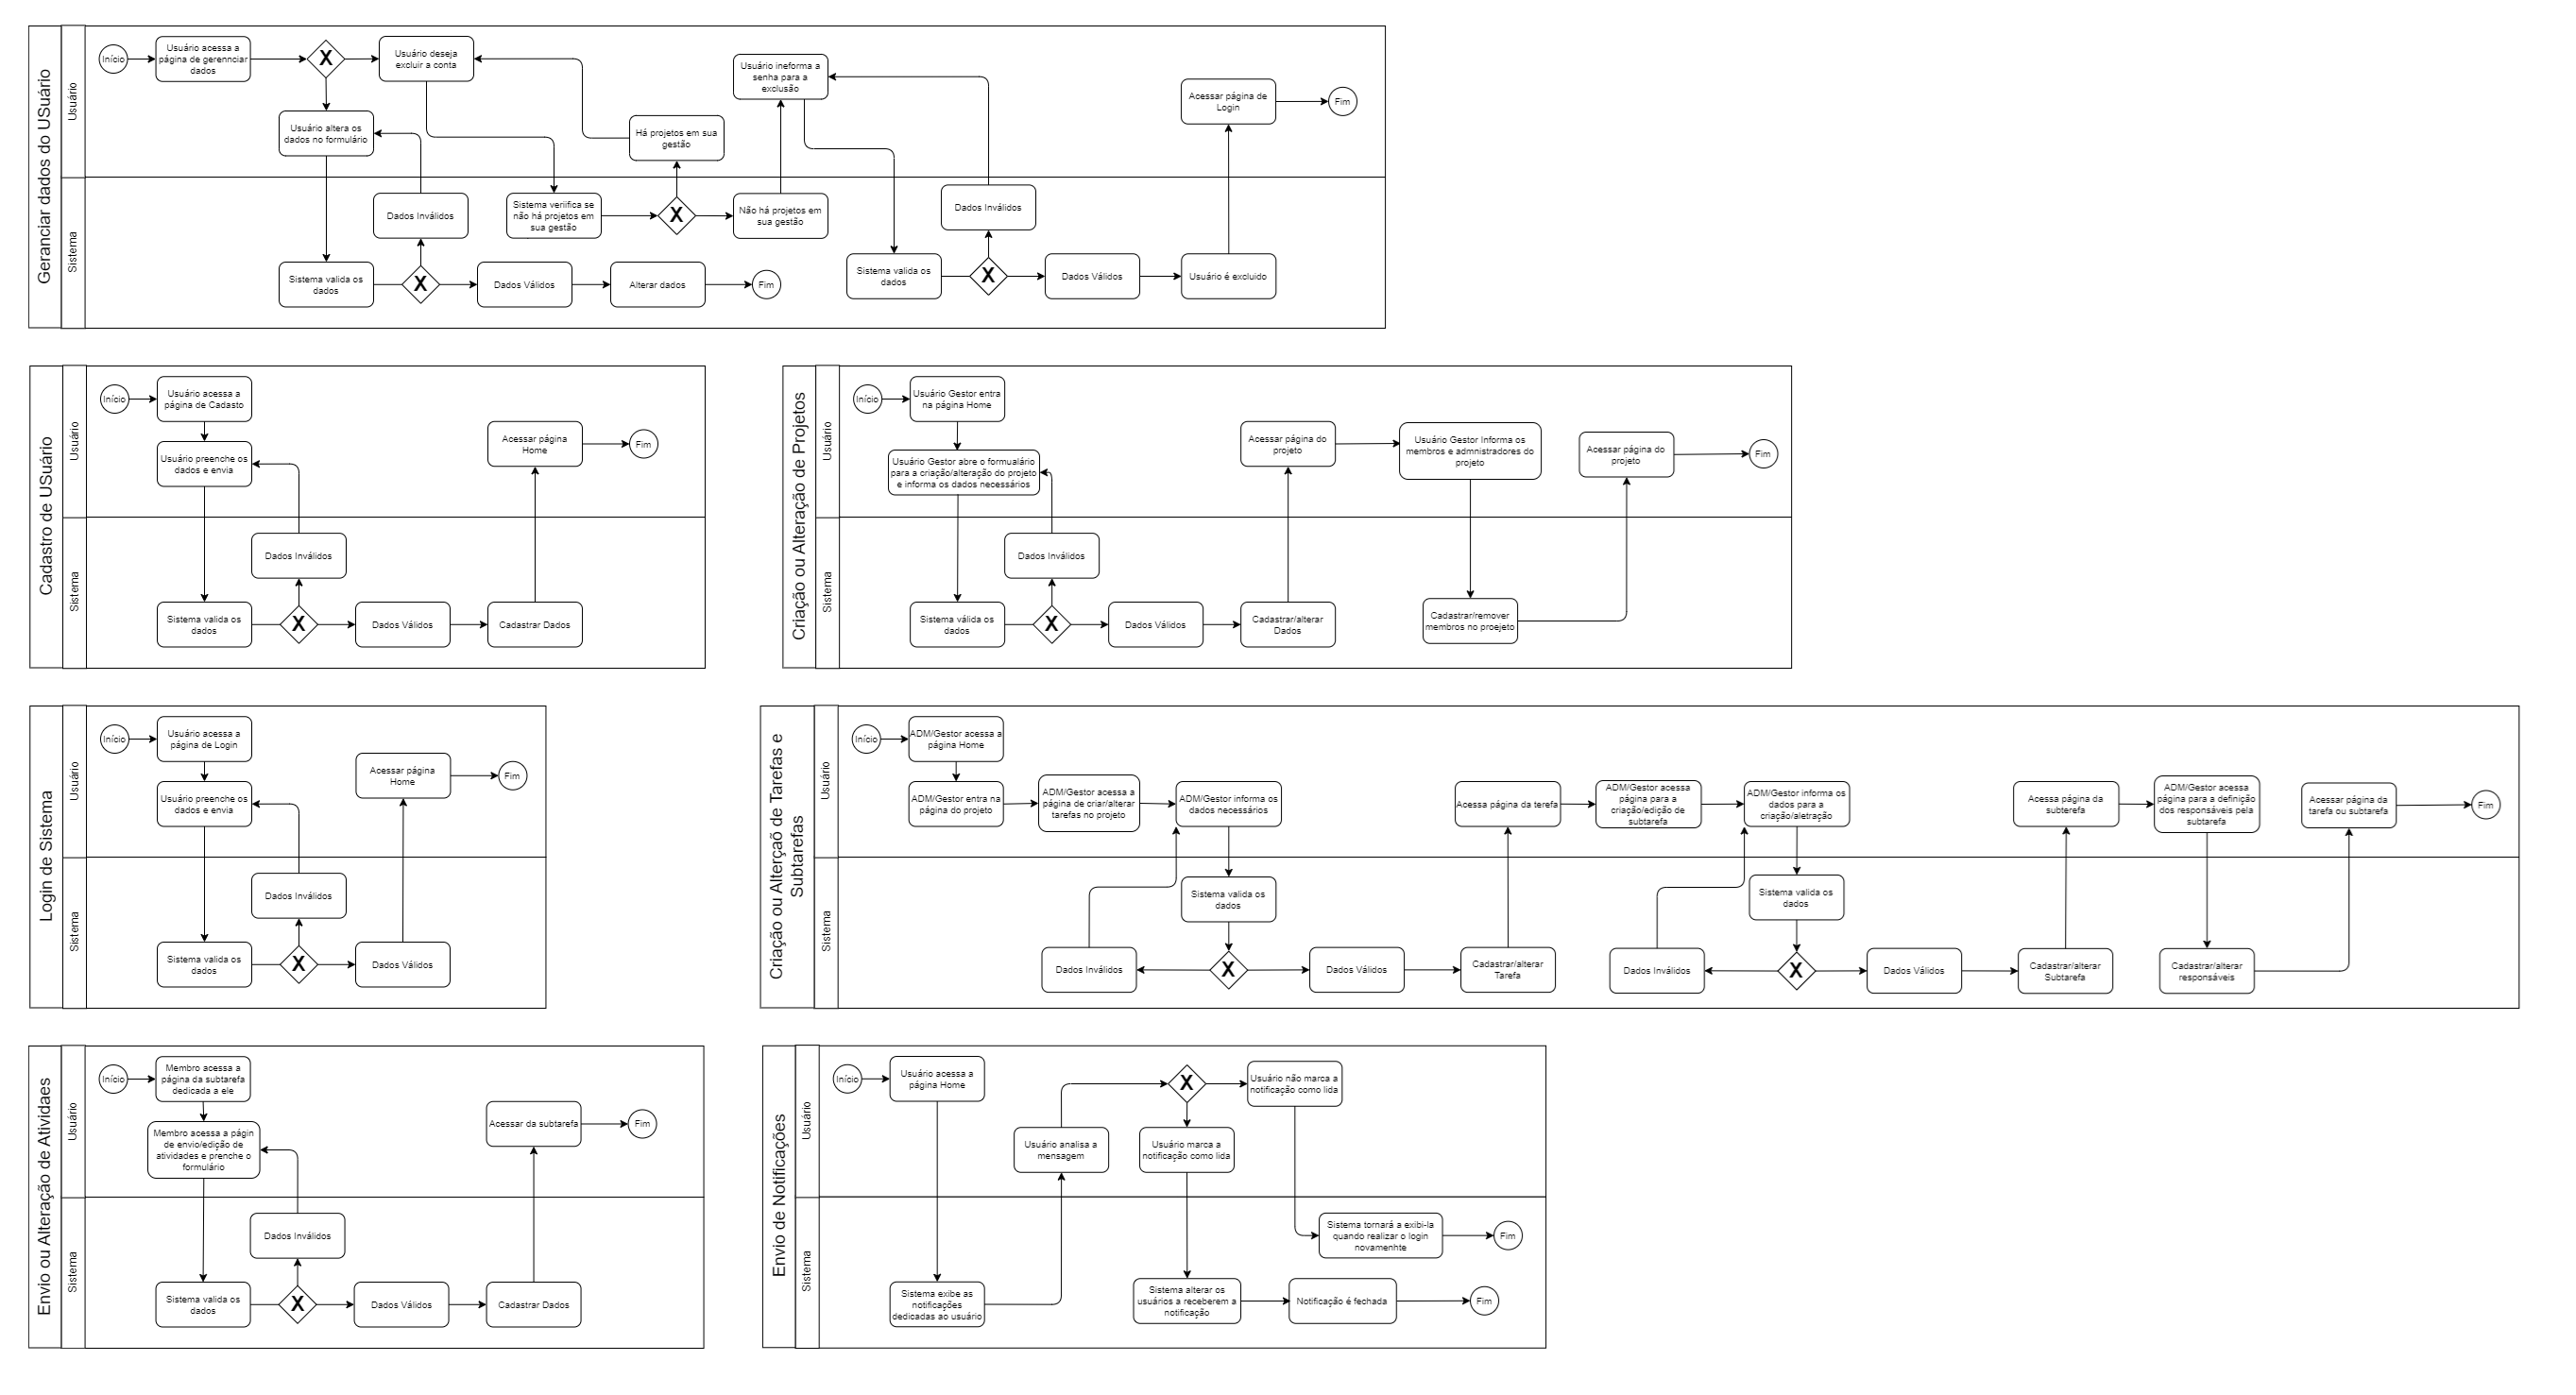 Geranciar dados do USuário
Usuário
Sistema
Início
Usuário acessa a
página de gerennciar
dados
X
Usuário deseja
excluir a conta
Usuário altera os
dados no formulário
Há projetos em sua
gestão
Usuário ineforma a
senha para a
exclusão
Acessar página de
Login
Fim
Dados Inválidos
Sistema veriifica se
não há projetos em
sua gestão
X
Não há projetos em
sua gestão
Dados Inválidos
Sistema valida os
dados
X
Dados Válidos
Alterar dados
Fim
Sistema valida os
dados
X
Dados Válidos
Usuário é excluido
Cadastro de USuário
Usuário
Sistema
Início
Usuário acessa a
página de Cadasto
Usuário preenche os
dados e envia
Acessar página
Home
Fim
Dados Inválidos
Sistema valida os
dados
X
Dados Válidos
Cadastrar Dados
Criação ou Alteração de Projetos
Usuário
Sistema
Início
Usuário Gestor entra
na página Home
Usuário Gestor abre o formualário
para a criação/alteração do projeto
e informa os dados necessários
Acessar página do
projeto
Usuário Gestor Informa os
membros e admnistradores do
projeto
Acessar página do
projeto
Fim
Dados Inválidos
Sistema válida os
dados
X
Dados Válidos
Cadastrar/alterar
Dados
Cadastrar/remover
membros no proejeto
Login de Sistema
Usuário
Sistema
Início
Usuário acessa a
página de Login
Usuário preenche os
dados e envia
Acessar página
Home
Fim
Dados Inválidos
Sistema valida os
dados
X
Dados Válidos
Criação ou Alterção de Tarefas e
Subtarefas
Usuário
Sistema
Início
ADM/Gestor acessa a
página Home
ADM/Gestor entra na
página do projeto
ADM/Gestor acessa a
página de criar/alterar
tarefas no projeto
ADM/Gestor informa os
dados necessários
Acessa página da terefa
ADM/Gestor acessa
página para a
criação/edição de
subtarefa
ADM/Gestor informa os
dados para a
criação/aletração
Acessa página da
subterefa
ADM/Gestor acessa
página para a definição
dos responsáveis pela
subtarefa
Acessar página da
tarefa ou subtarefa
Fim
Sistema valida os
dados
Sistema valida os
dados
Dados Inválidos
X
Dados Válidos
Cadastrar/alterar
Tarefa
Dados Inválidos
X
Dados Válidos
Cadastrar/alterar
Subtarefa
Cadastrar/alterar
responsáveis
Envio ou Alteração de Atividaes
Usuário
Sistema
Início
Membro acessa a
página da subtarefa
dedicada a ele
Membro acessa a págin
de envio/edição de
atividades e prenche o
formulário
Acessar da subtarefa
Fim
Dados Inválidos
Sistema valida os
dados
X
Dados Válidos
Cadastrar Dados
Envio de Notificações
Usuário
Sistema
Início
Usuário acessa a
página Home
X
Usuário não marca a
notificação como lida
Usuário analisa a
mensagem
Usuário marca a
notificação como lida
Sistema tornará a exibi-la
quando realizar o login
novamenhte
Fim
Sistema exibe as
notificações
dedicadas ao usuário
Sistema alterar os
usuários a receberem a
notificação
Notificação é fechada
Fim